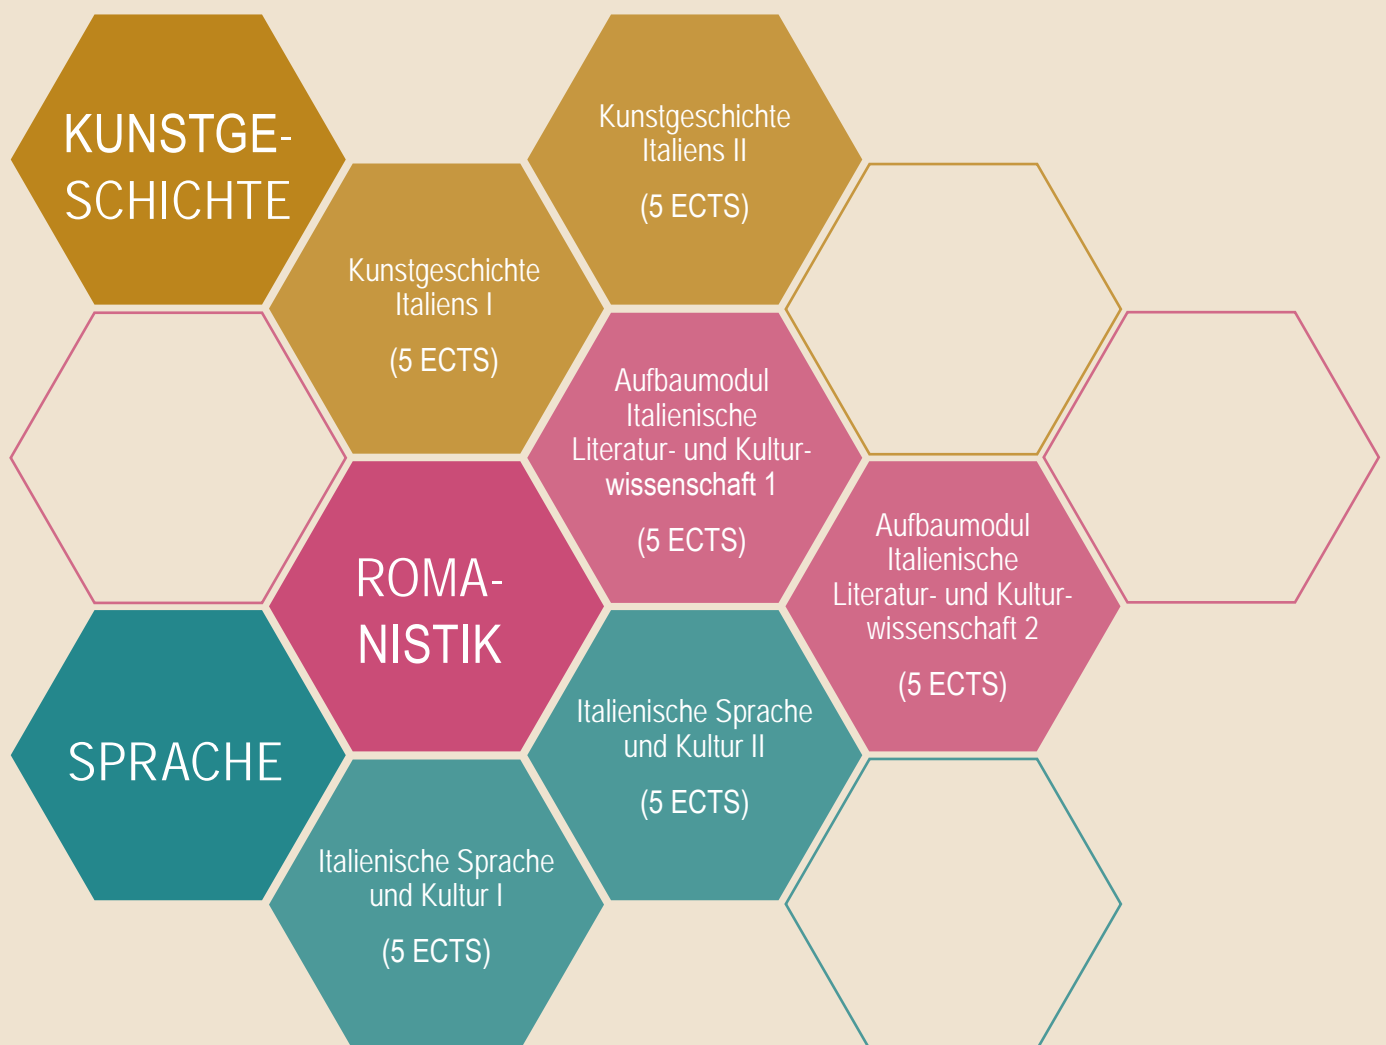 KUNSTGE-
SCHICHTE
Kunstgeschichte
Italiens I
(5 ECTS)
Kunstgeschichte
Italiens II
(5 ECTS)
ROMA-
NISTIK
Aufbaumodul
Italienische
Literatur- und Kultur-
wissenschaft 1
(5 ECTS)
Aufbaumodul
Italienische
Literatur- und Kultur-
wissenschaft 2
(5 ECTS)
SPRACHE
Italienische Sprache
und Kultur I
(5 ECTS)
Italienische Sprache
und Kultur II
(5 ECTS)